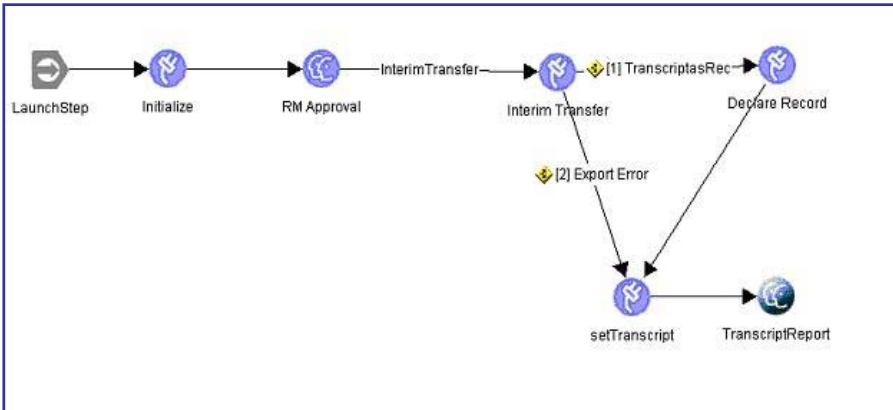 InterimTransfer
[1] TranscriptasRec
LaunchStep
Initialize
RM Approval
Interim Transfer
Declare Record
[2] Export Error
setTranscript
TranscriptReport